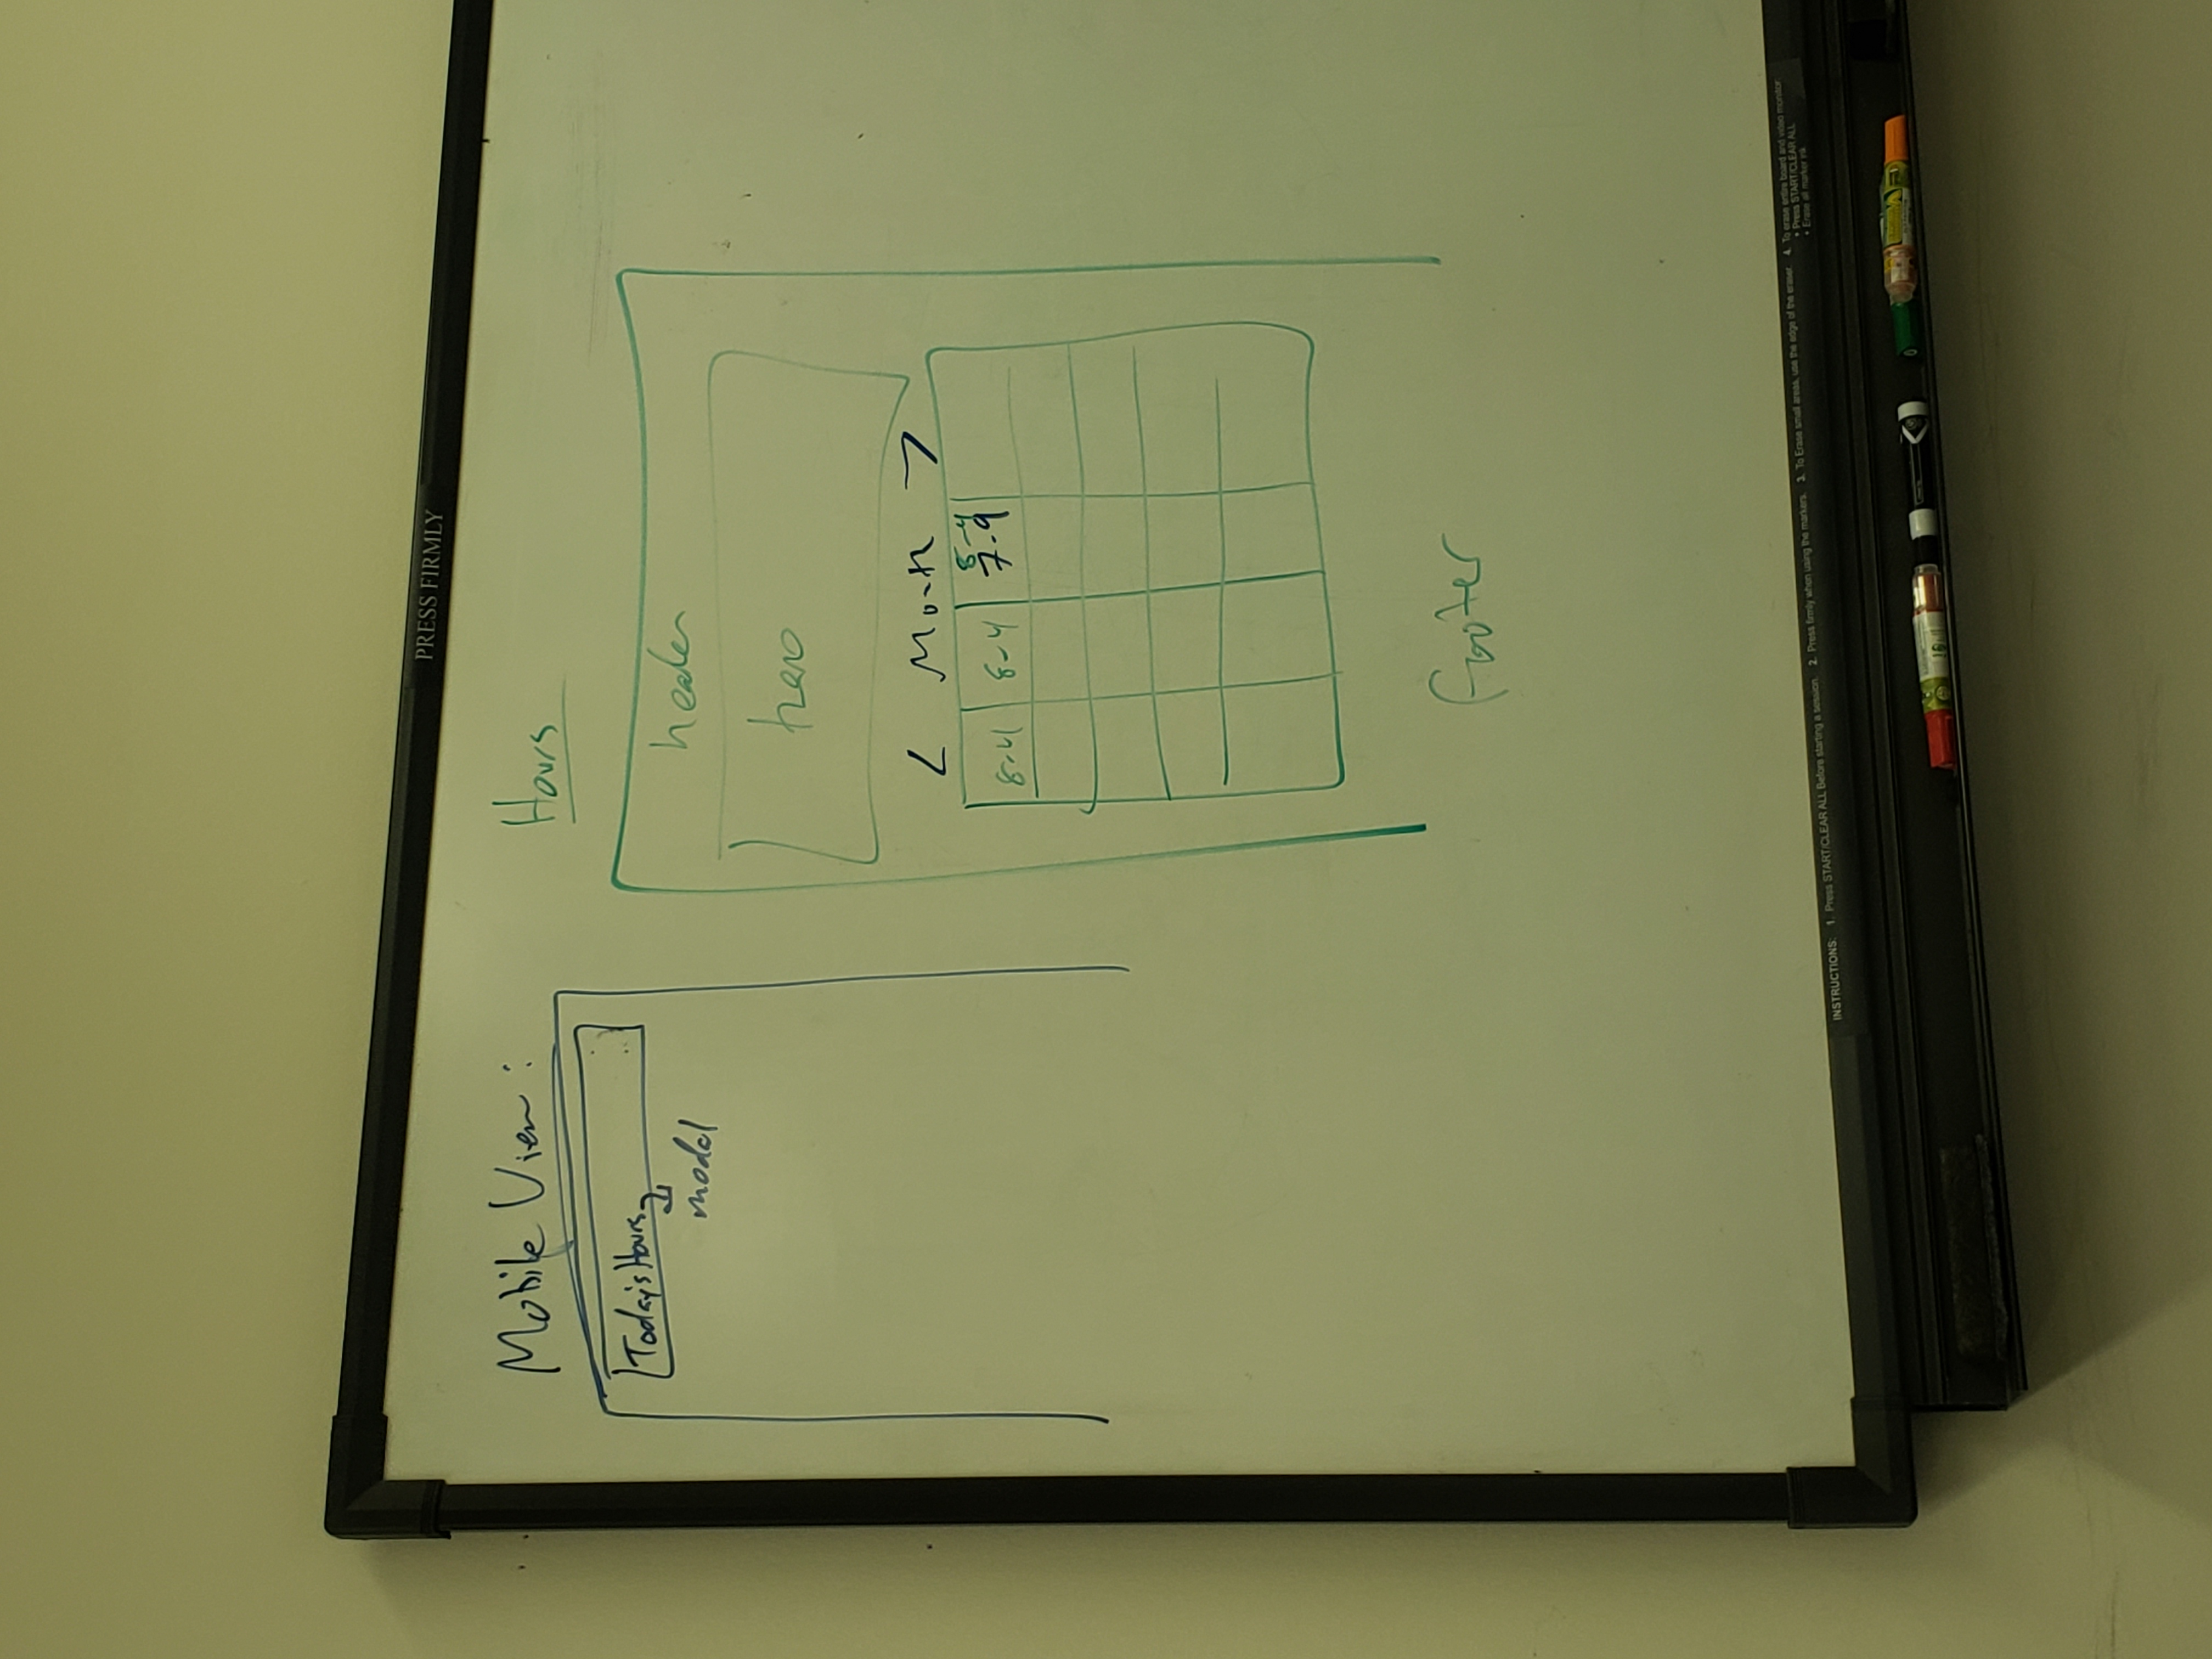 PRESS FIRMLY
Mobile View:
Today's Hours
modal
Hours
header
hero
< Month >
8-4
8-4
8-4
7-9
footer
INSTRUCTIONS: 1. Press START/CLEAR ALL Before starting a session. 2. Press firmly when using the markers. 3. To Erase small areas, use the edge of the eraser. 4. To erase entire board and video monitor:
• Press START/CLEAR ALL
• Erase all marker ink